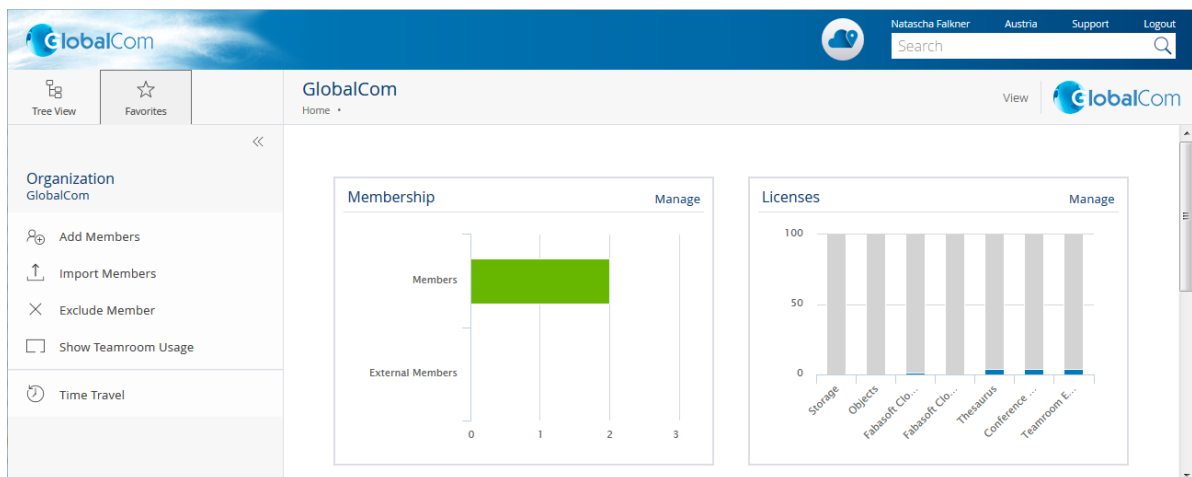 GlobalCom
Natascha Falkner Austria Support Logout
Search
Tree View Favorites
GlobalCom
Home •
View GlobalCom
Organization
GlobalCom
Add Members
Import Members
Exclude Member
Show Teamroom Usage
Time Travel
Membership Manage
Members
External Members
0 1 2 3
Licenses Manage
100
50
0
Storage
Objects
Fabasoft Clo...
Fabasoft Clo...
Thesaurus
Conference ...
Teamroom E...